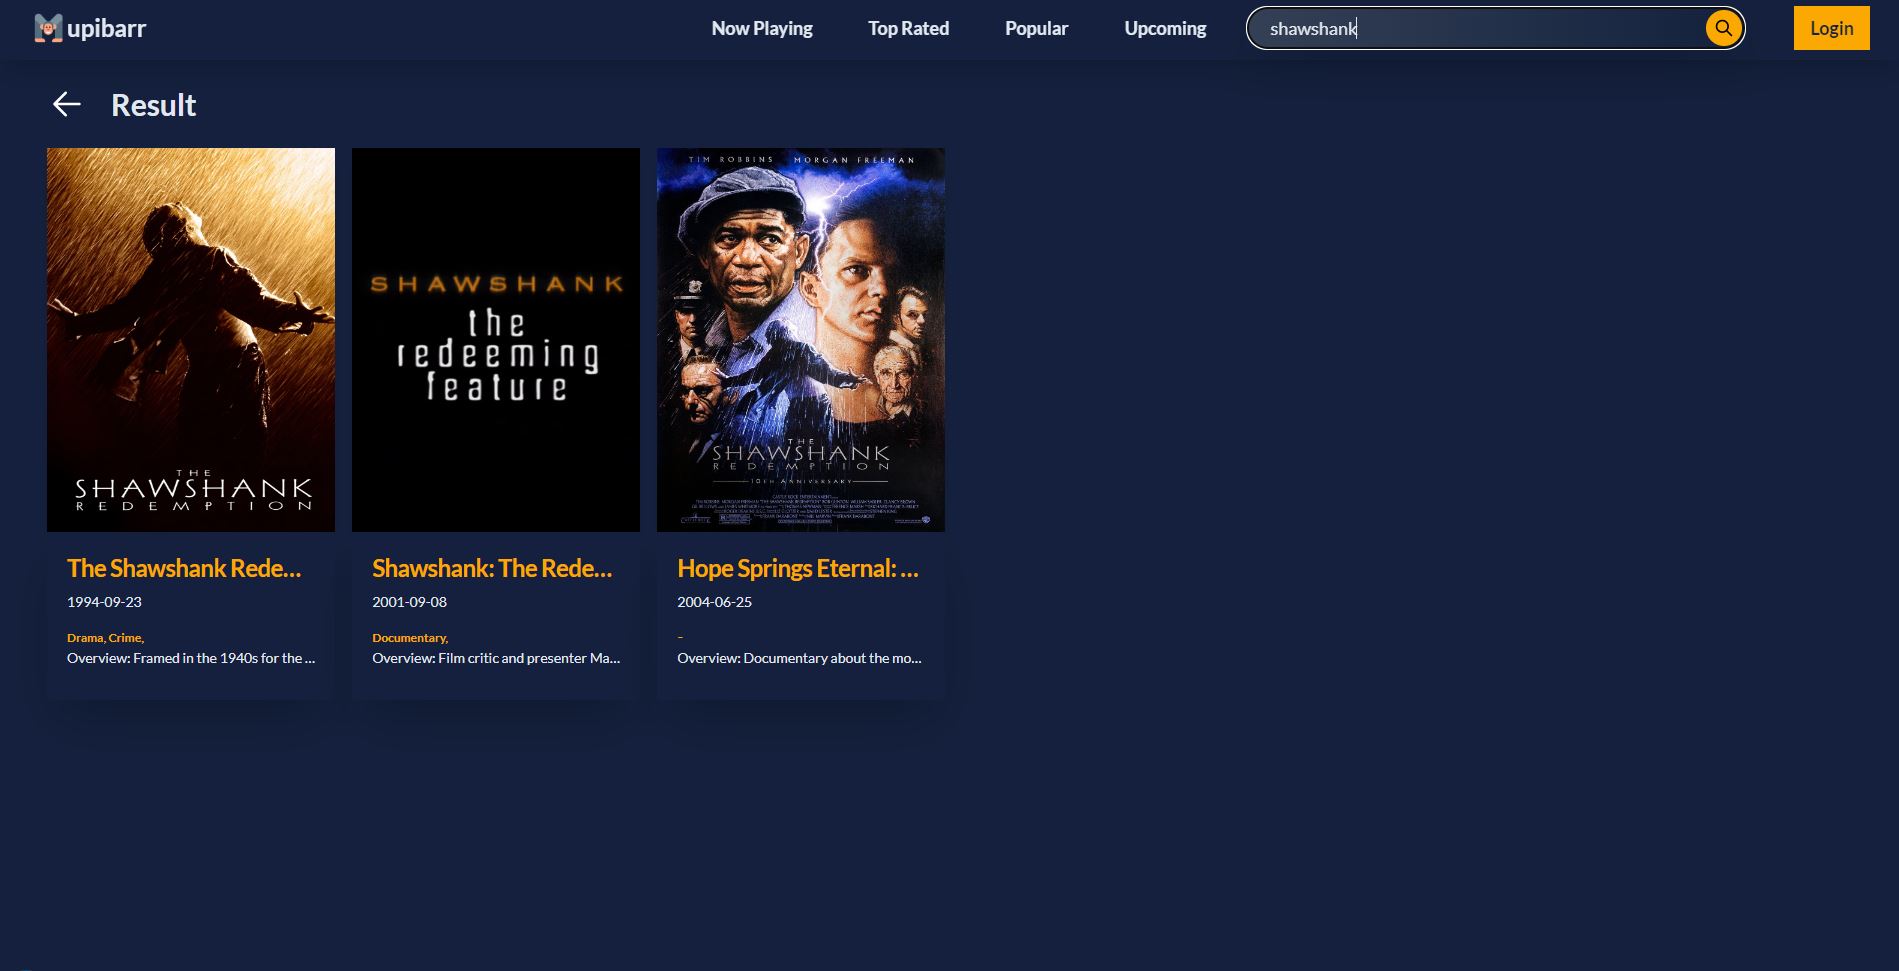 upibarr
Now Playing
Top Rated
Popular
Upcoming
shawshank
Login
Result
THE
SHAWSHANK
REDEMPTION
SHAWSHANK
the
redeeming
feature
TIM ROBBINS MORGAN FREEMAN
THE
SHAWSHANK
REDEMPTION
10TH ANNIVERSARY
The Shawshank Rede...
1994-09-23
Drama, Crime,
Overview: Framed in the 1940s for the ...
Shawshank: The Rede...
2001-09-08
Documentary,
Overview: Film critic and presenter Ma...
Hope Springs Eternal: ...
2004-06-25
-
Overview: Documentary about the mo...